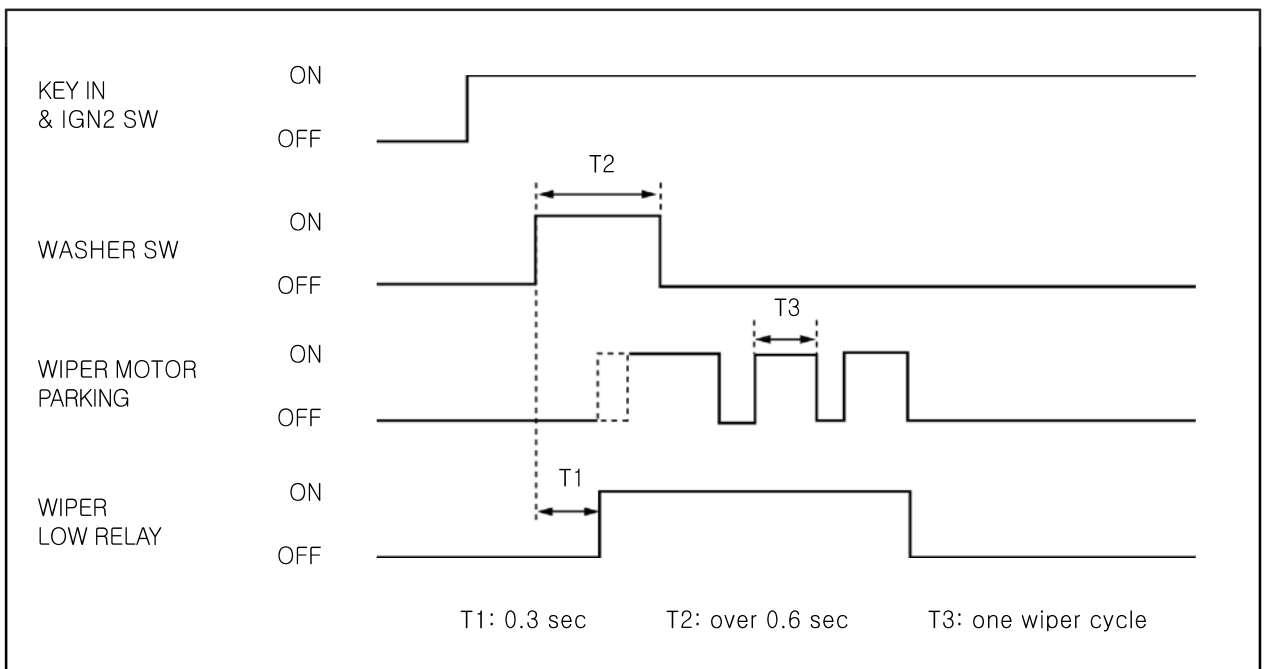 KEY IN
& IGN2 SW
ON
OFF
T2
WASHER SW
ON
OFF
T3
WIPER MOTOR
PARKING
ON
OFF
T1
WIPER
LOW RELAY
ON
OFF
T1: 0.3 sec T2: over 0.6 sec T3: one wiper cycle